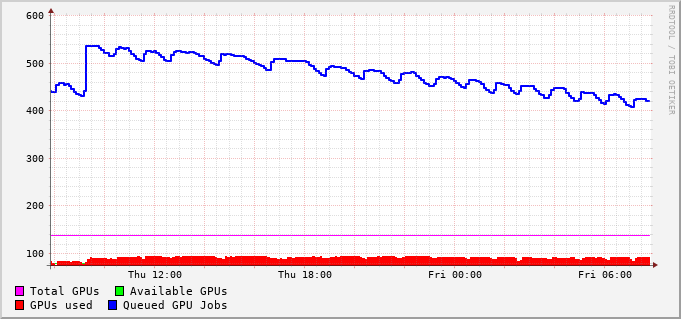 600
500
400
300
200
100
Thu 12:00 Thu 18:00 Fri 00:00 Fri 06:00
Total GPUs Available GPUs
GPUs used Queued GPU Jobs
RRDTOOL / TOBI OETIKER